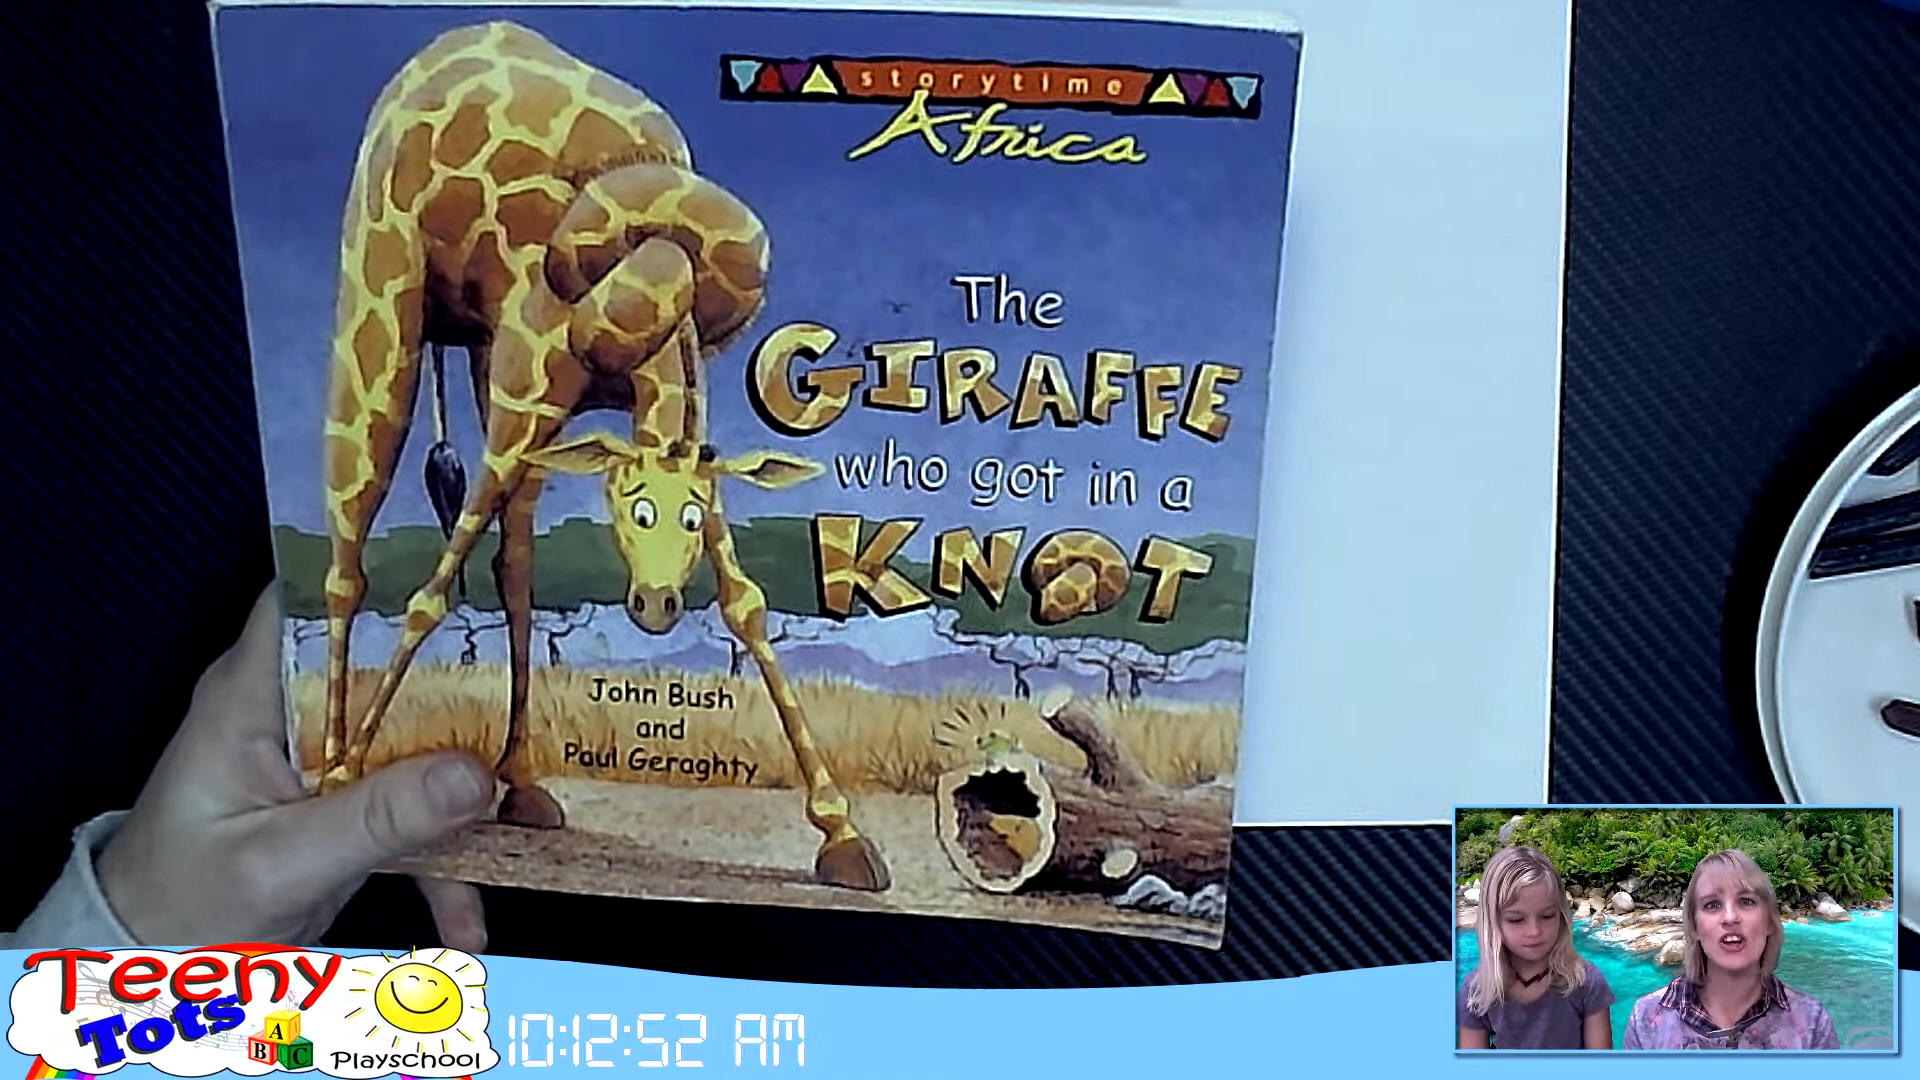 storytime
Africa
The
GIRAFFE
who got in a
KNOT
John Bush
and
Paul Geraghty
Teeny
Tots
A
B C
Playschool
10:12:52 AM